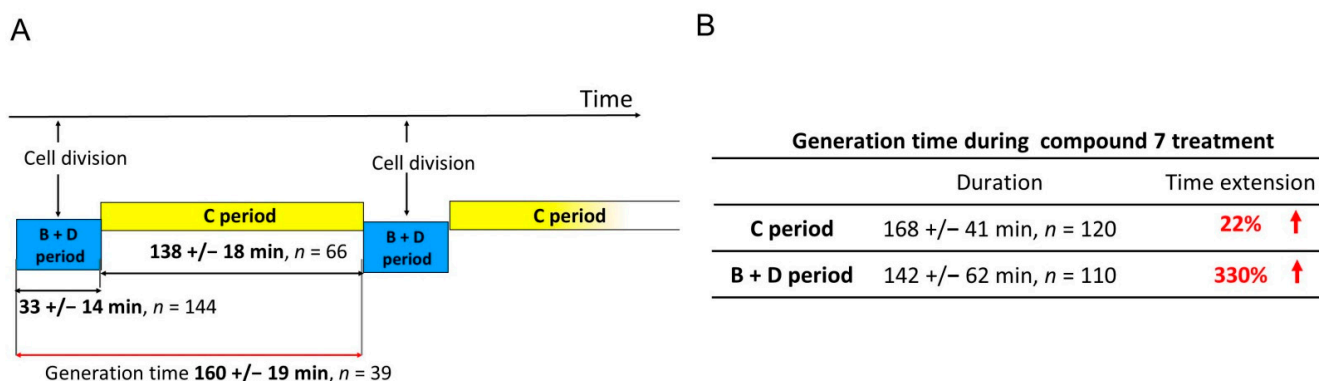 A
Time
Cell division
Cell division
C period
C period
B + D
period
B + D
period
138 +/− 18 min, n = 66
33 +/− 14 min, n = 144
Generation time 160 +/− 19 min, n = 39
B
Generation time during compound 7 treatment
Duration Time extension
C period 168 +/− 41 min, n = 120 22%
B + D period 142 +/− 62 min, n = 110 330%